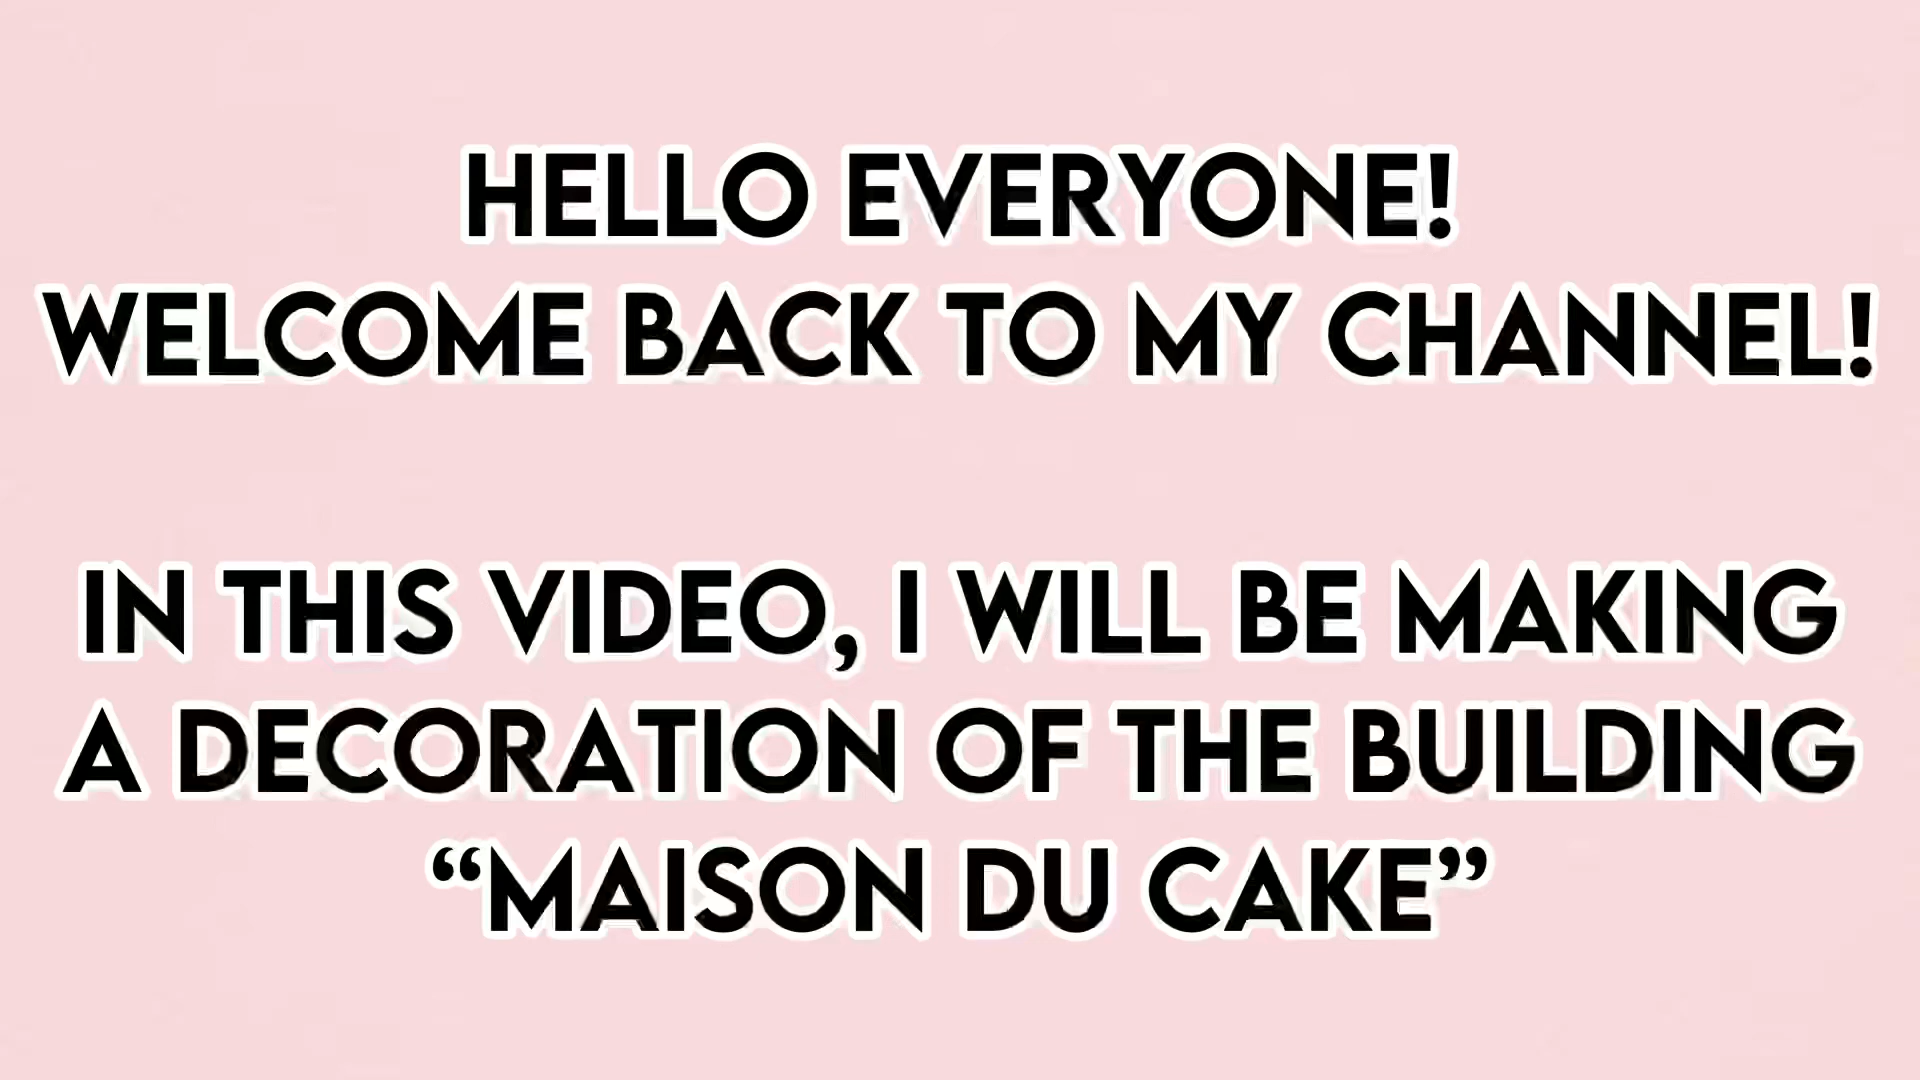 HELLO EVERYONE!
WELCOME BACK TO MY CHANNEL!
IN THIS VIDEO, I WILL BE MAKING
A DECORATION OF THE BUILDING
“MAISON DU CAKE”